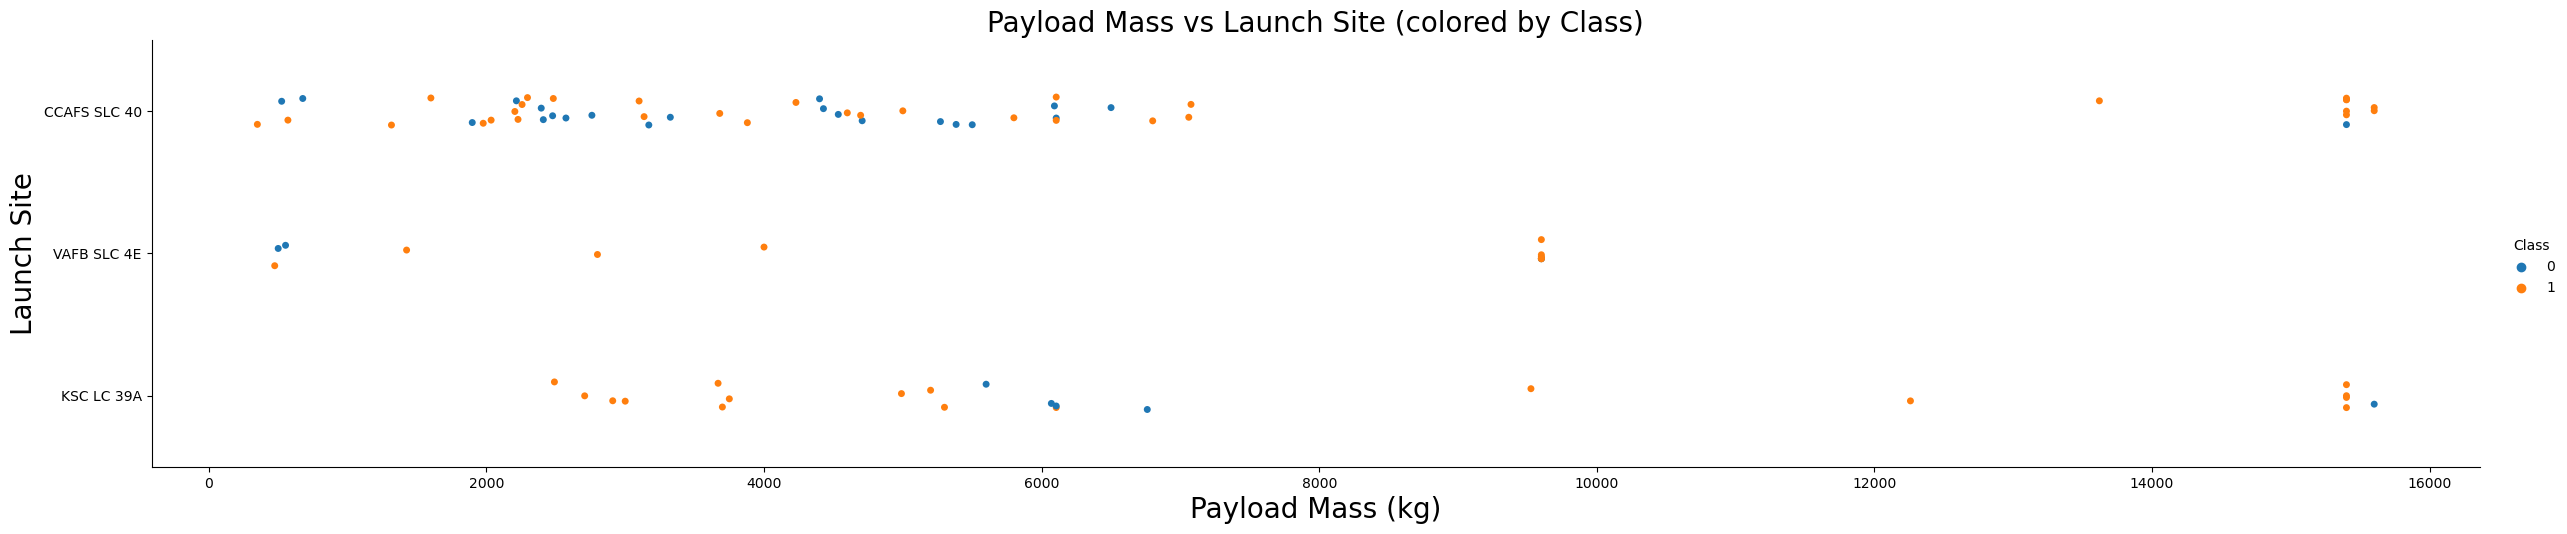 Payload Mass vs Launch Site (colored by Class)
Launch Site
CCAFS SLC 40
VAFB SLC 4E
KSC LC 39A
0 2000 4000 6000 8000 10000 12000 14000 16000
Payload Mass (kg)
Class
0
1